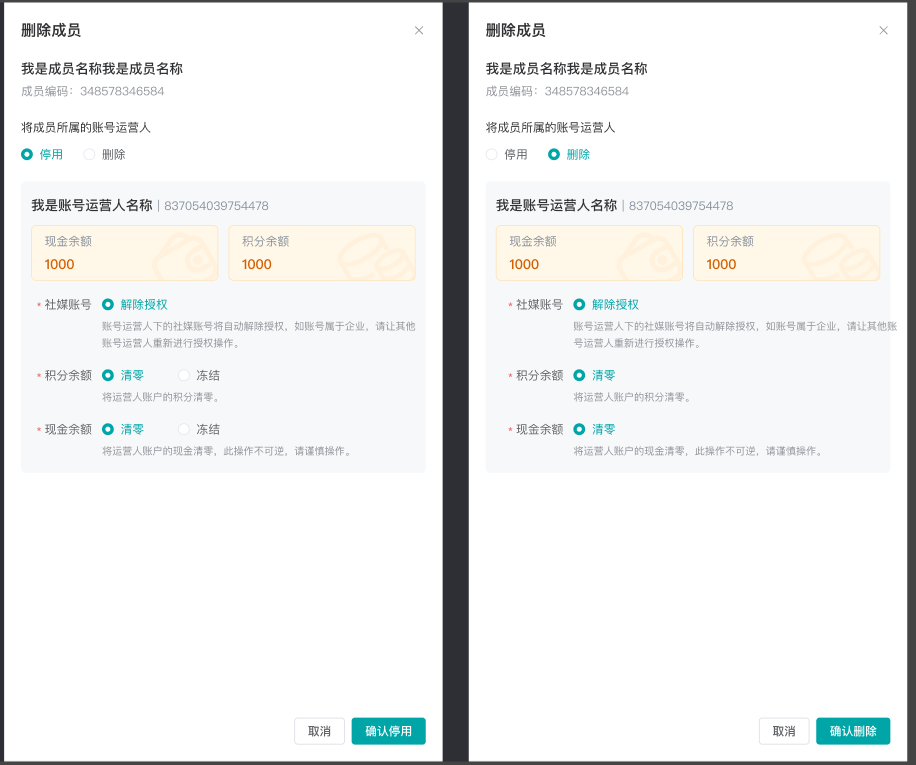 删除成员
我是成员名称我是成员名称
成员编码：348578346584
将成员所属的账号运营人
停用 删除
我是账号运营人名称 | 837054039754478
现金余额 积分余额
1000 1000
* 社媒账号 解除授权
账号运营人下的社媒账号将自动解除授权，如账号属于企业，请让其他
账号运营人重新进行授权操作。
* 积分余额 清零 冻结
将运营人账户的积分清零。
* 现金余额 清零 冻结
将运营人账户的现金清零，此操作不可逆，请谨慎操作。
取消 确认停用
删除成员
我是成员名称我是成员名称
成员编码：348578346584
将成员所属的账号运营人
停用 删除
我是账号运营人名称 | 837054039754478
现金余额 积分余额
1000 1000
* 社媒账号 解除授权
账号运营人下的社媒账号将自动解除授权，如账号属于企业，请让其他账
号运营人重新进行授权操作。
* 积分余额 清零
将运营人账户的积分清零。
* 现金余额 清零
将运营人账户的现金清零，此操作不可逆，请谨慎操作。
取消 确认删除